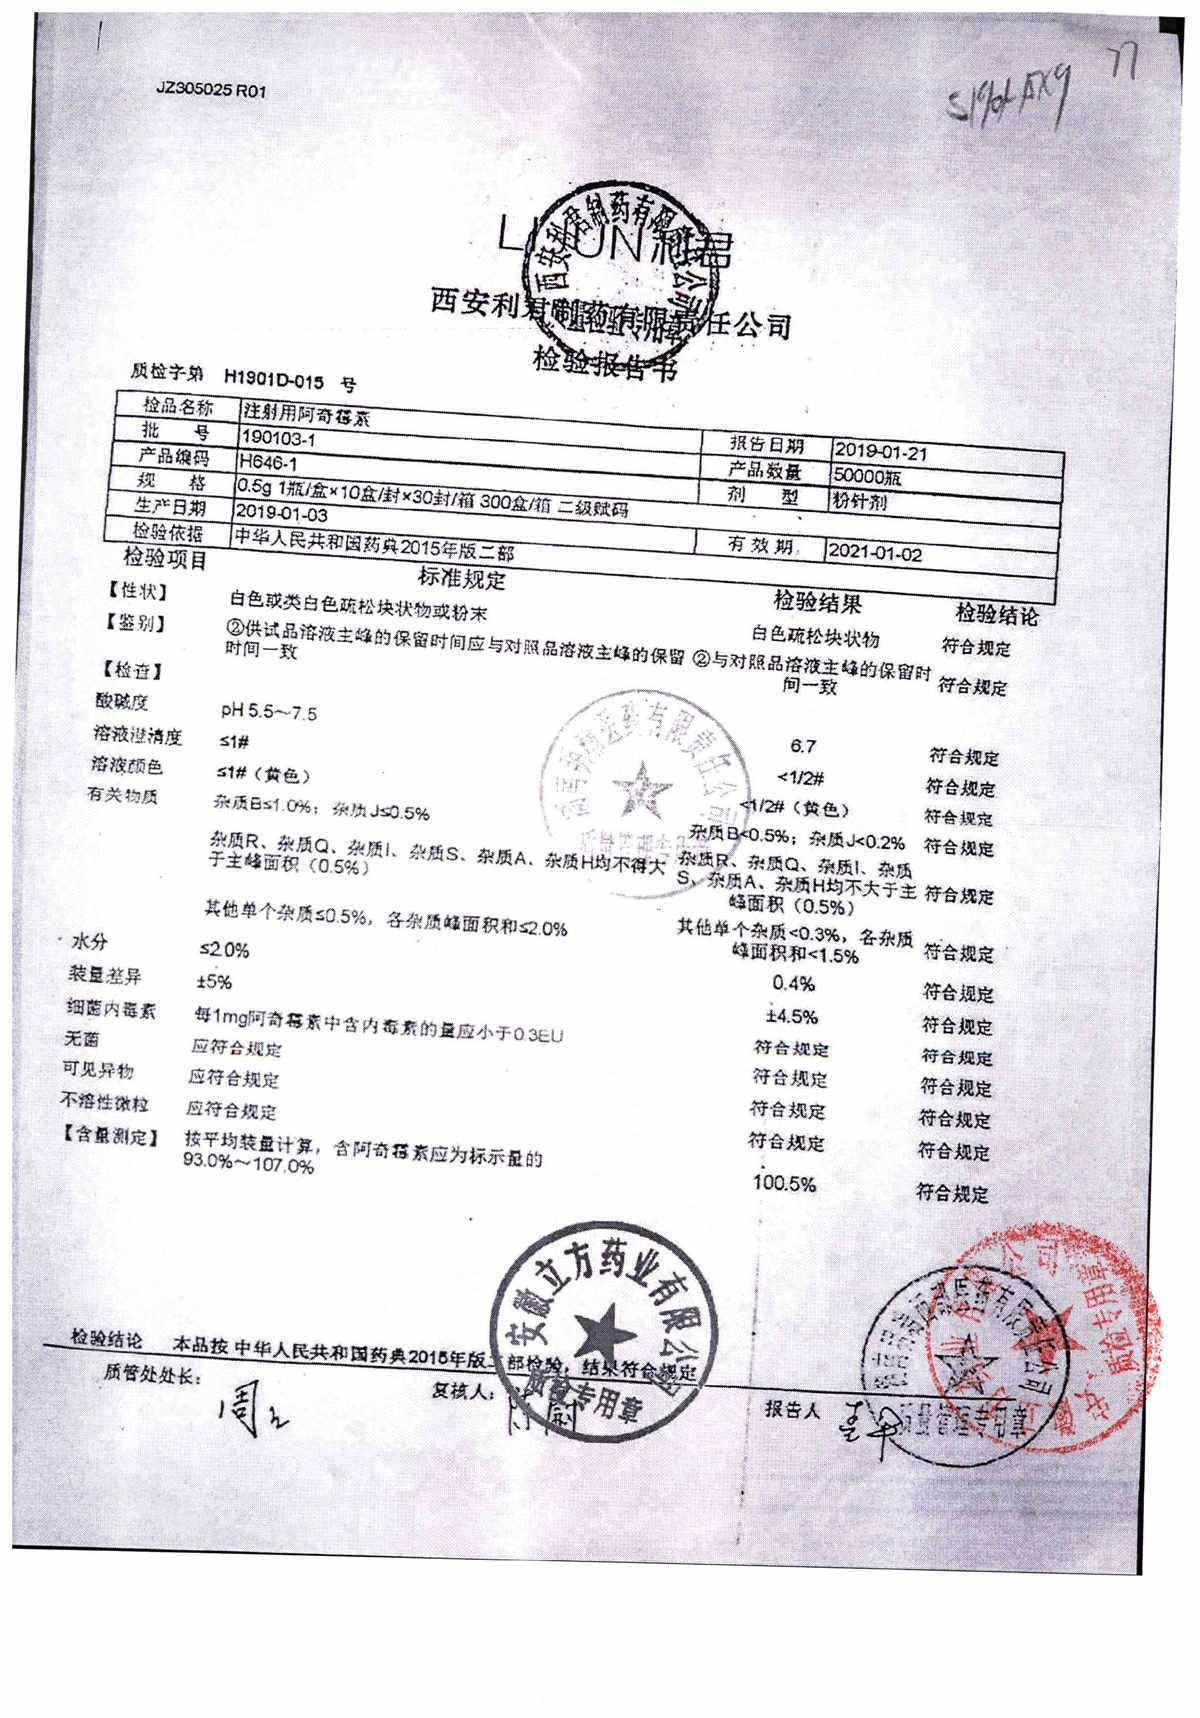 77
JZ305025 R01
西安利君制药有限责任公司
检验报告书
质检字第 H1901D-015 号
检品名称 注射用阿奇霉素
批 号 190103-1 报告日期 2019-01-21
产品编码 H646-1 产品数量 50000瓶
规 格 0.5g 1瓶/盒×10盒/封×30封/箱 300盒/箱 二级赋码 剂 型 粉针剂
生产日期 2019-01-03 有效期 2021-01-02
检验依据 中华人民共和国药典2015年版二部
检验项目 标准规定 检验结果 检验结论
【性状】 白色或类白色疏松块状物或粉末 白色疏松块状物 符合规定
【鉴别】 ②供试品溶液主峰的保留时间应与对照品溶液主峰的保留 ②与对照品溶液主峰的保留时 符合规定
时间一致 间一致
【检查】
酸碱度 pH 5.5～7.5 6.7 符合规定
溶液澄清度 ≤1# <1/2# 符合规定
溶液颜色 ≤1#（黄色） <1/2#（黄色） 符合规定
有关物质 杂质B≤1.0%；杂质J≤0.5% 杂质B<0.5%；杂质J<0.2% 符合规定
杂质R、杂质Q、杂质I、杂质S、杂质A、杂质H均不得大 杂质R、杂质Q、杂质I、杂质
于主峰面积（0.5%） S、杂质A、杂质H均不大于主 符合规定
峰面积（0.5%）
其他单个杂质≤0.5%，各杂质峰面积和≤2.0% 其他单个杂质<0.3%，各杂质 符合规定
峰面积和<1.5%
水分 ≤2.0% 0.4% 符合规定
装量差异 ±5% ±4.5% 符合规定
细菌内毒素 每1mg阿奇霉素中含内毒素的量应小于0.3EU 符合规定 符合规定
无菌 应符合规定 符合规定 符合规定
可见异物 应符合规定 符合规定 符合规定
不溶性微粒 应符合规定 符合规定 符合规定
【含量测定】 按平均装量计算，含阿奇霉素应为标示量的 100.5% 符合规定
93.0%～107.0%
安徽立方药业有限公司
质检专用章
检验结论 本品按 中华人民共和国药典2015年版二部检验，结果符合规定
质管处处长： 复核人： 报告人